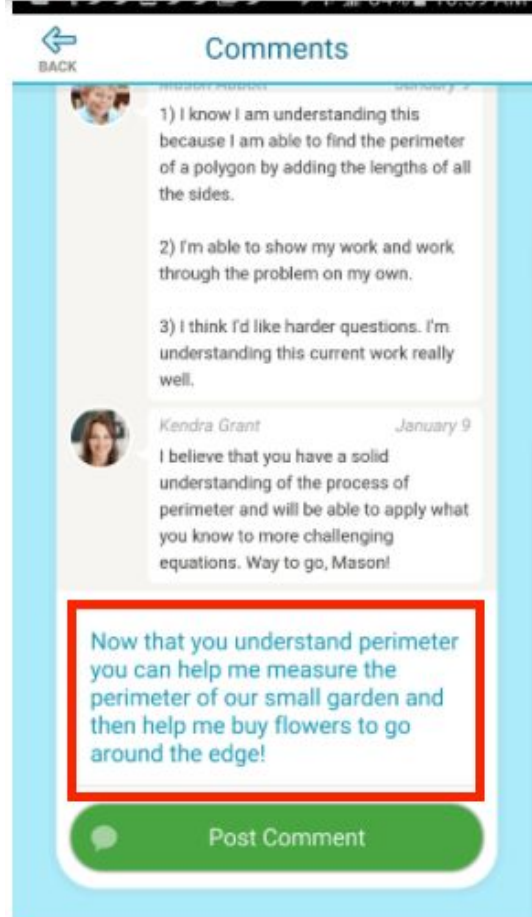 Comments
BACK
1) I know I am understanding this
because I am able to find the perimeter
of a polygon by adding the lengths of all
the sides.
2) I'm able to show my work and work
through the problem on my own.
3) I think I'd like harder questions. I'm
understanding this current work really
well.
Kendra Grant January 9
I believe that you have a solid
understanding of the process of
perimeter and will be able to apply what
you know to more challenging
equations. Way to go, Mason!
Now that you understand perimeter
you can help me measure the
perimeter of our small garden and
then help me buy flowers to go
around the edge!
Post Comment